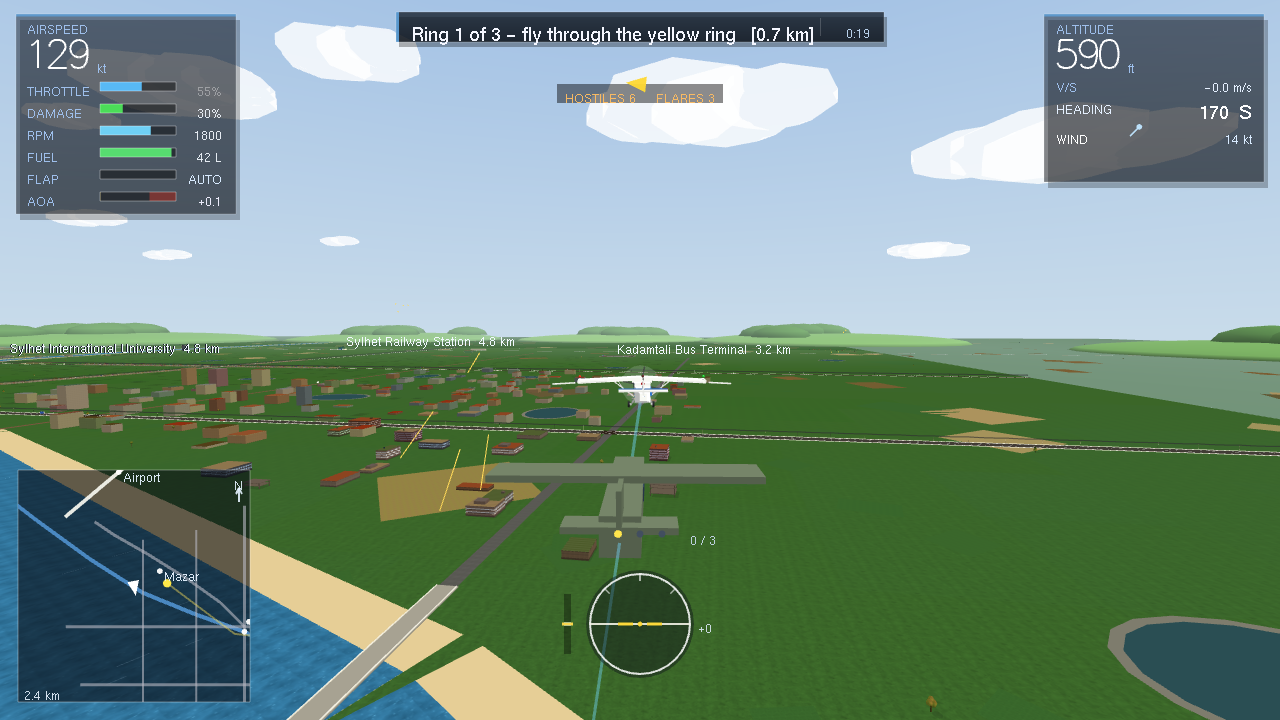 AIRSPEED
129 kt
THROTTLE 55%
DAMAGE 30%
RPM 1800
FUEL 42 L
FLAP AUTO
AOA +0.1
Ring 1 of 3 – fly through the yellow ring [0.7 km] 0:19
HOSTILES 6 FLARES 3
ALTITUDE
590 ft
V/S -0.0 m/s
HEADING 170 S
WIND 14 kt
Sylhet International University 4.8 km
Sylhet Railway Station 4.8 km
Kadamtali Bus Terminal 3.2 km
0 / 3
+0
Airport
N
Mazar
2.4 km